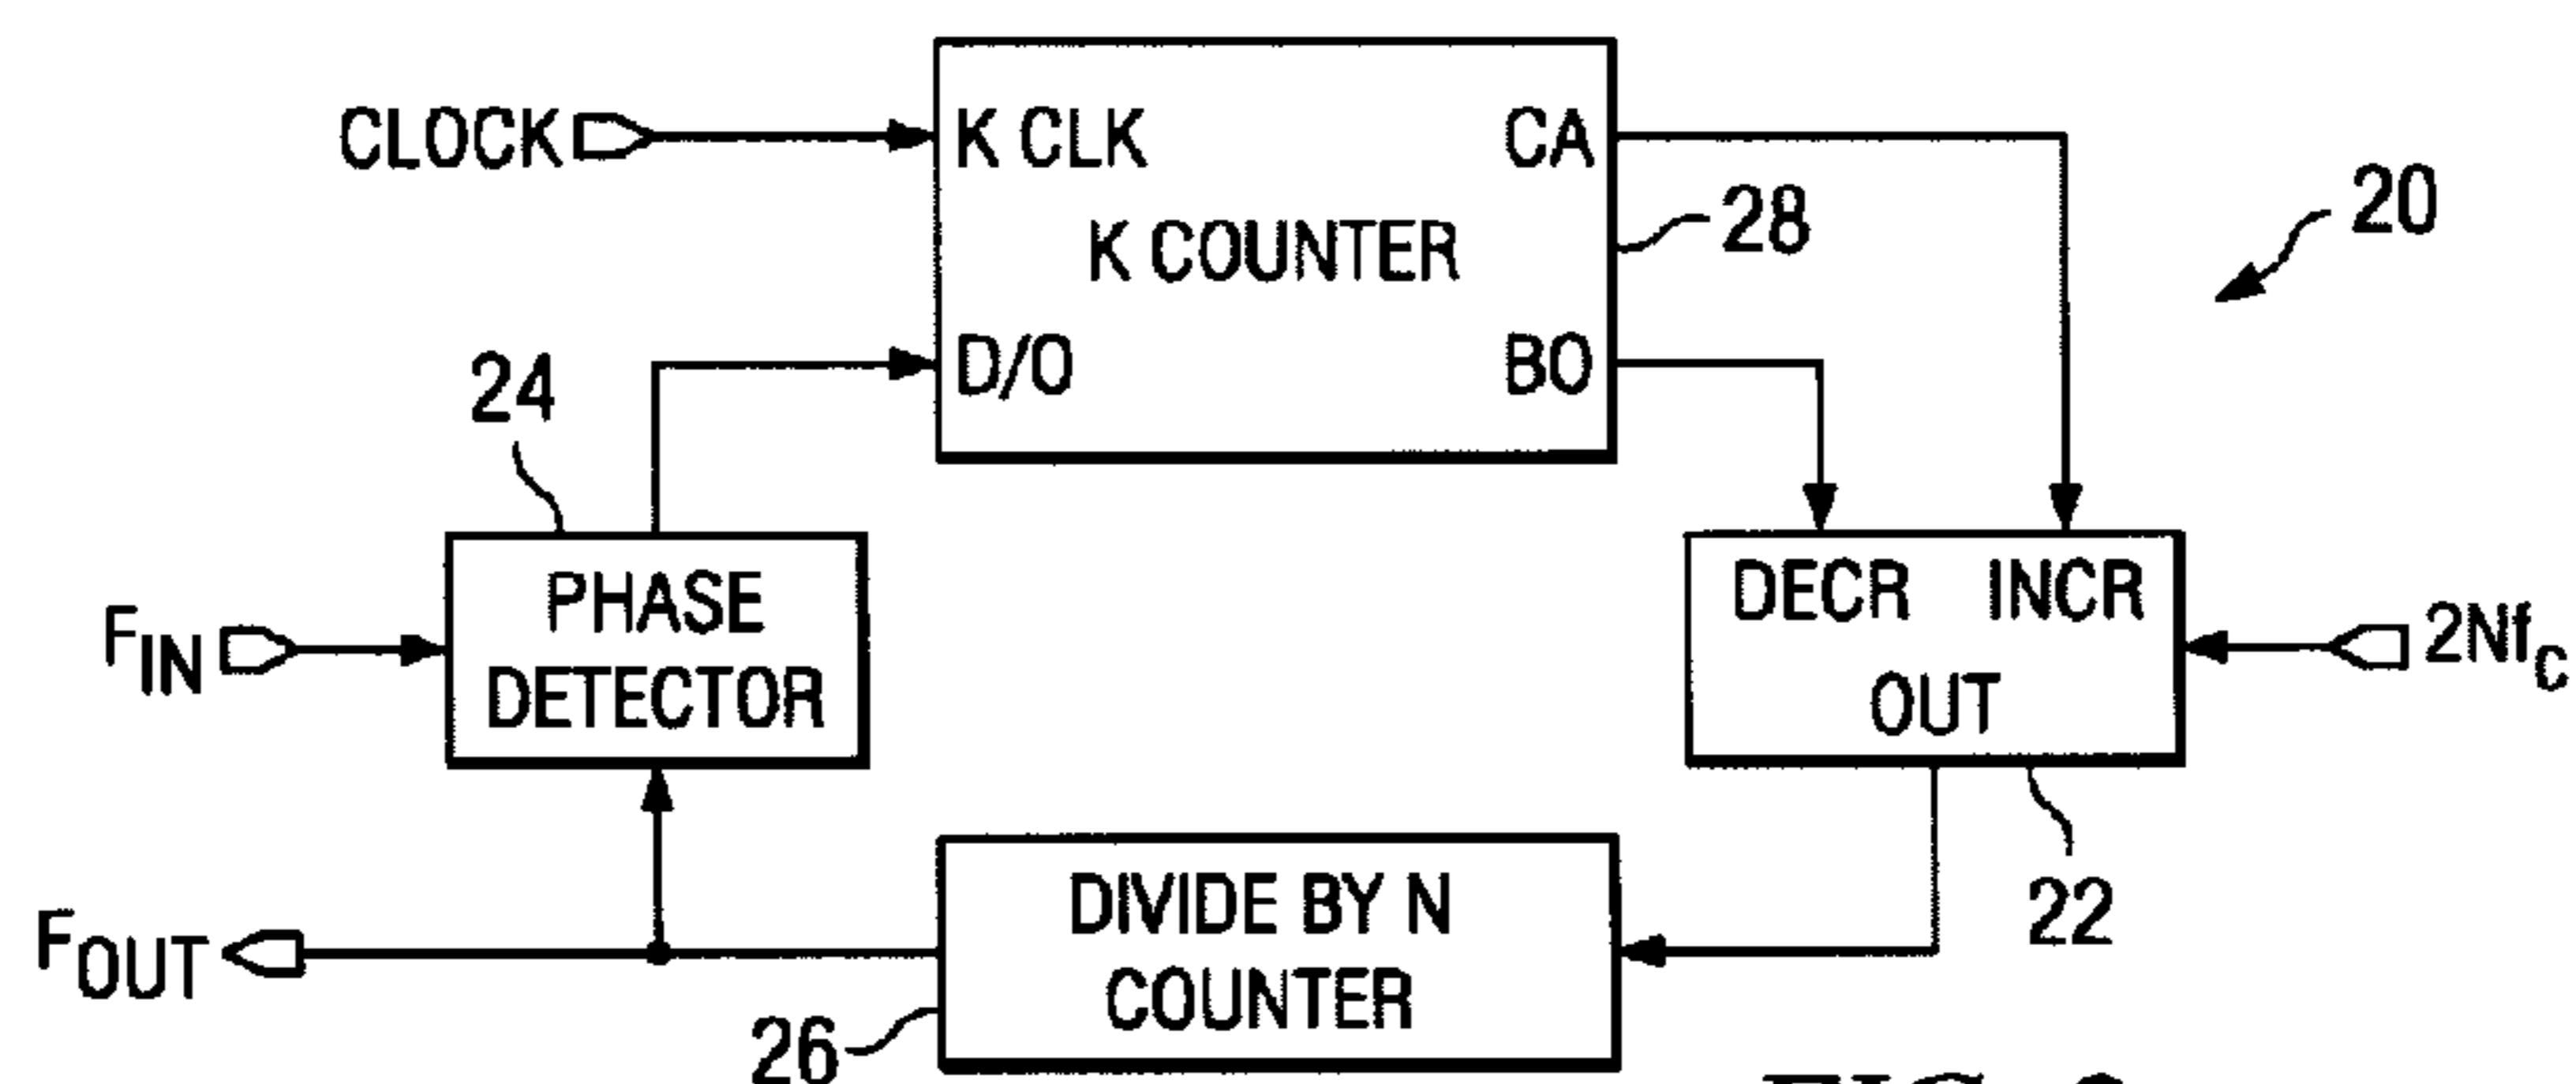 CLOCK
K CLK
CA
K COUNTER
28
20
D/O
BO
24
PHASE
DETECTOR
DECR INCR
OUT
F_IN
2Nf_C
22
DIVIDE BY N
COUNTER
F_OUT
26